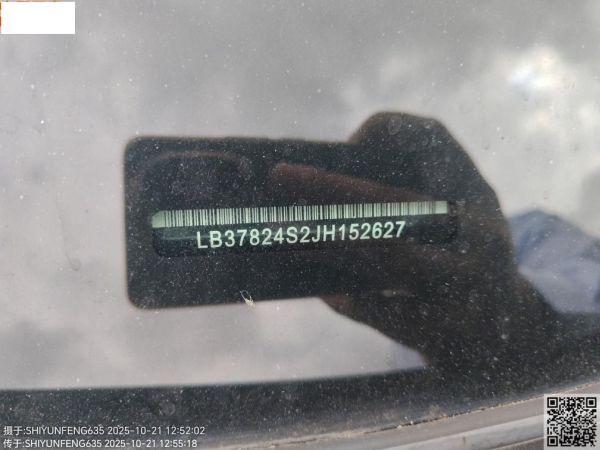 LB37824S2JH152627
摄于:SHIYUNFENG635 2025-10-21 12:52:02
传于:SHIYUNFENG635 2025-10-21 12:55:18